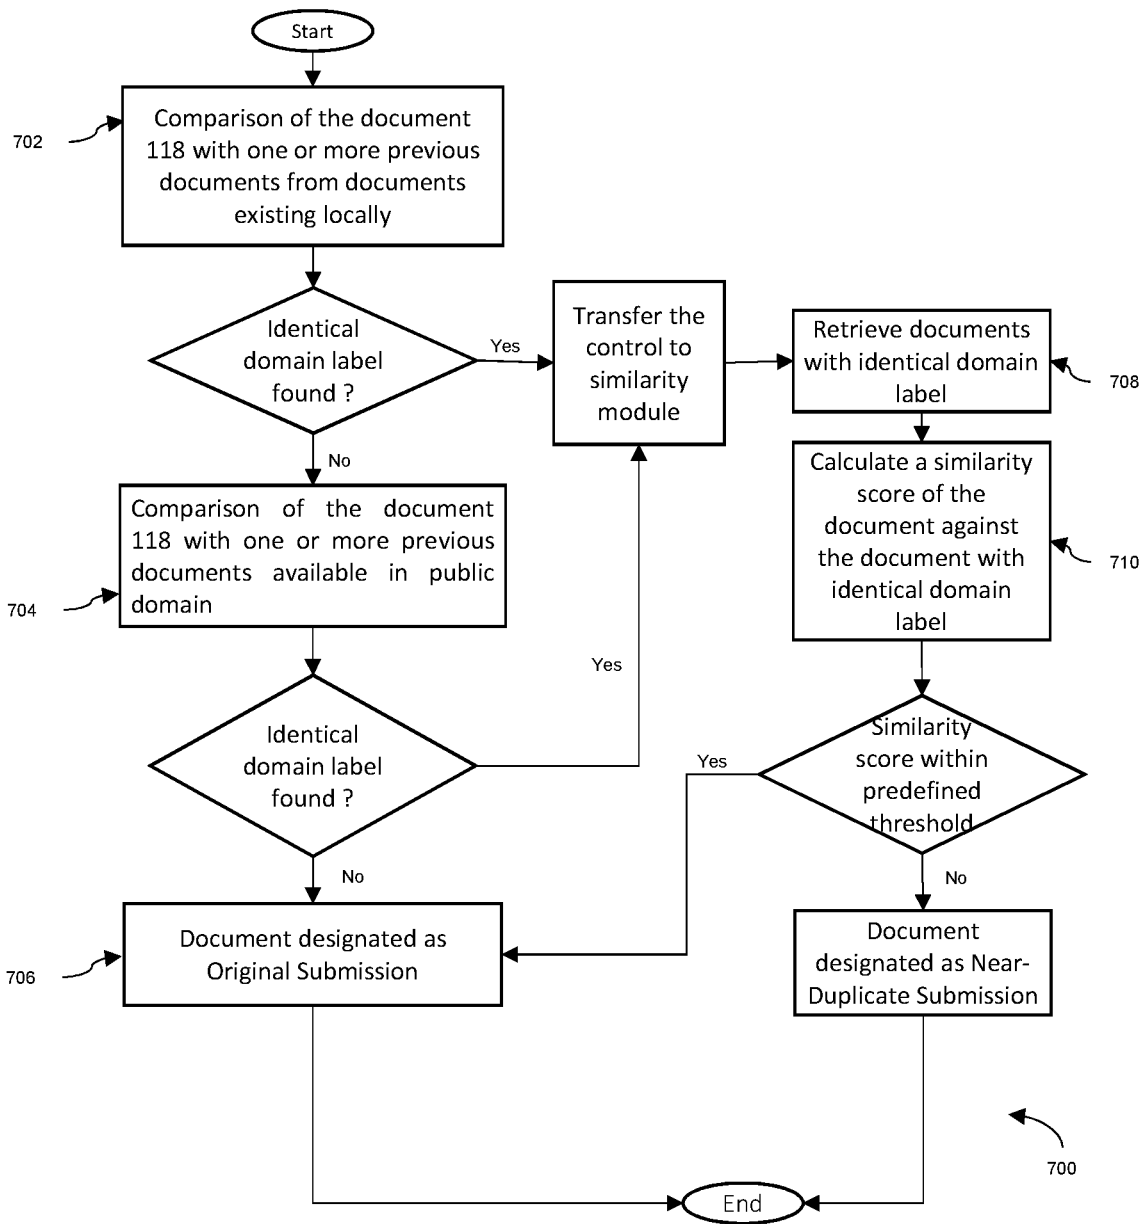 Start
702
Comparison of the document
118 with one or more previous
documents from documents
existing locally
Identical
domain label
found ?
Yes
No
Transfer the
control to
similarity
module
Retrieve documents
with identical domain
label
708
Calculate a similarity
score of the
document against
the document with
identical domain
label
710
Comparison of the document
118 with one or more previous
documents available in public
domain
704
Yes
Identical
domain label
found ?
No
Similarity
score within
predefined
threshold
Yes
No
Document designated as
Original Submission
706
Document
designated as Near-
Duplicate Submission
700
End